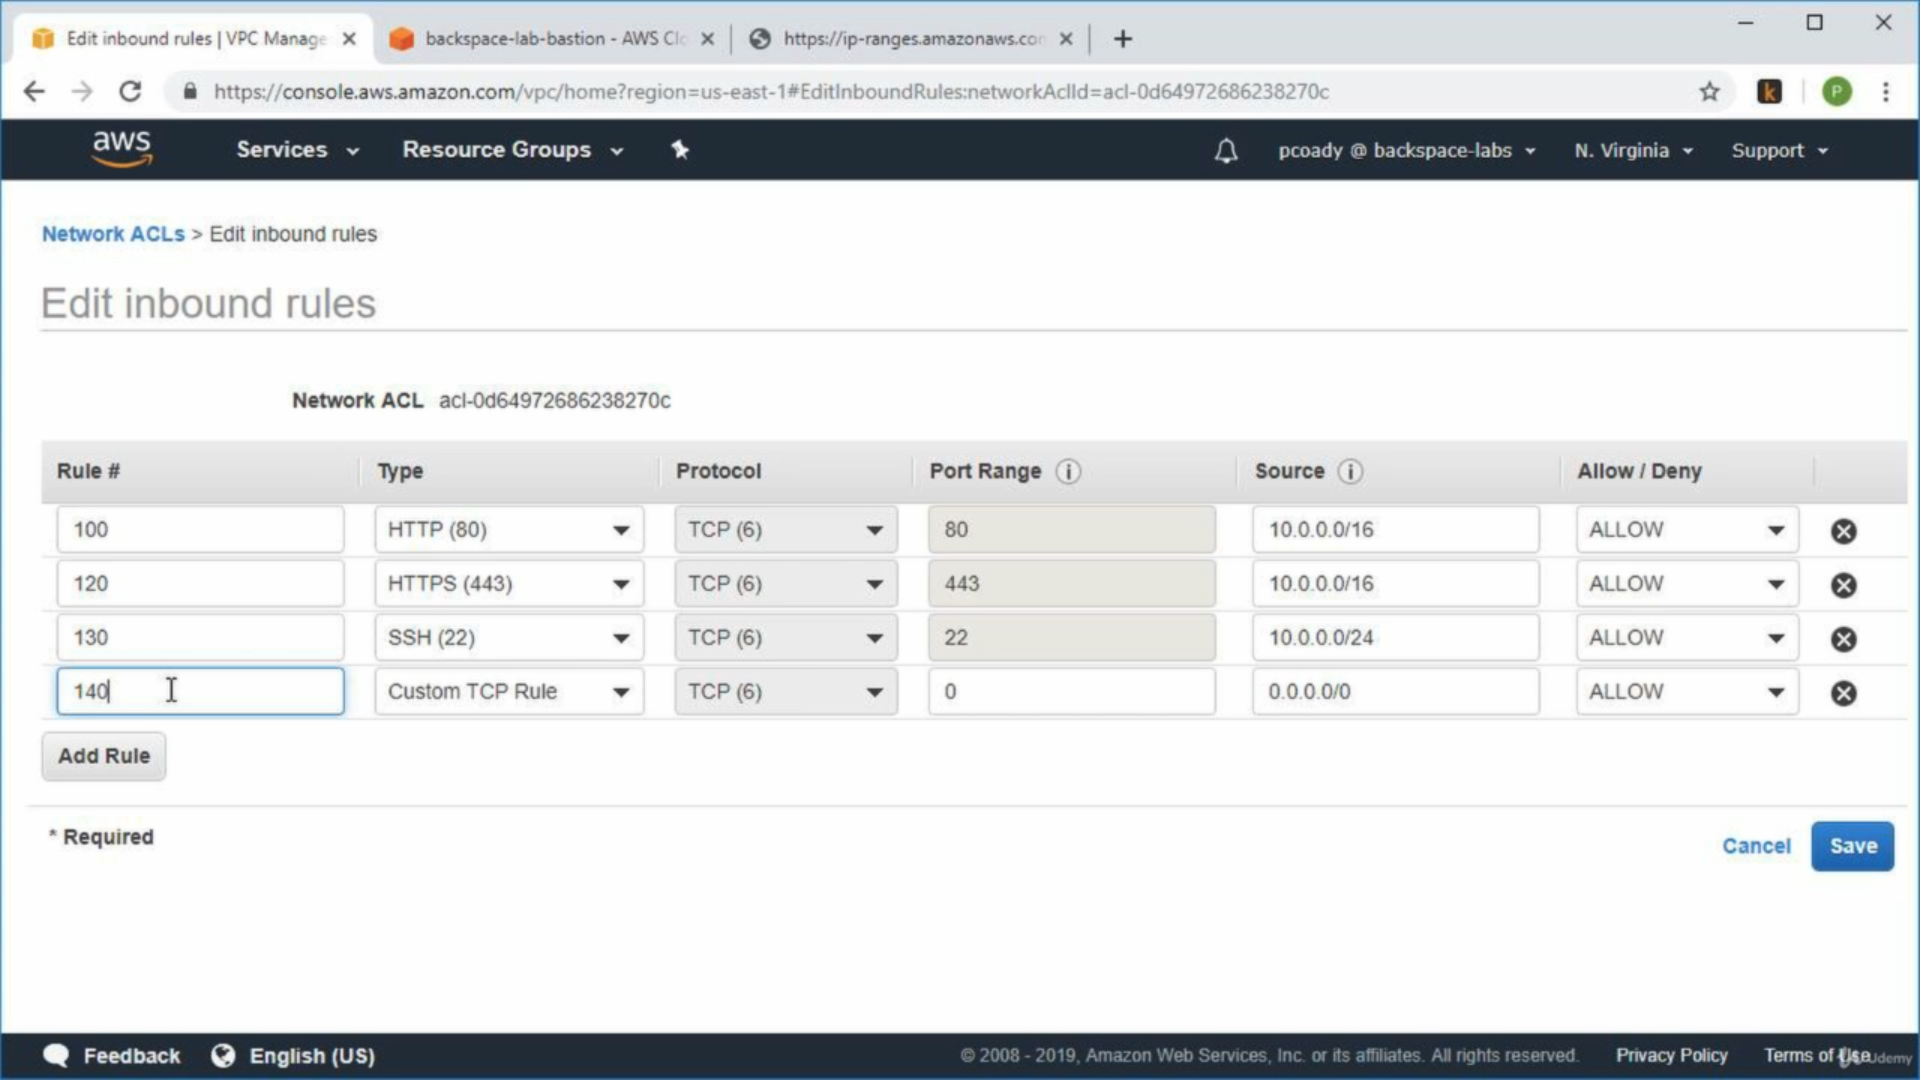 Edit inbound rules | VPC Manage
backspace-lab-bastion - AWS Clo
https://ip-ranges.amazonaws.com
https://console.aws.amazon.com/vpc/home?region=us-east-1#EditInboundRules:networkAclId=acl-0d64972686238270c
k
P
aws Services Resource Groups pcoady @ backspace-labs N. Virginia Support
Network ACLs > Edit inbound rules
Edit inbound rules
Network ACL acl-0d64972686238270c
Rule # Type Protocol Port Range i Source i Allow / Deny
100 HTTP (80) TCP (6) 80 10.0.0.0/16 ALLOW
120 HTTPS (443) TCP (6) 443 10.0.0.0/16 ALLOW
130 SSH (22) TCP (6) 22 10.0.0.0/24 ALLOW
140 Custom TCP Rule TCP (6) 0 0.0.0.0/0 ALLOW
Add Rule
* Required
Cancel Save
Feedback English (US) © 2008 - 2019, Amazon Web Services, Inc. or its affiliates. All rights reserved. Privacy Policy Terms of Use
Udemy